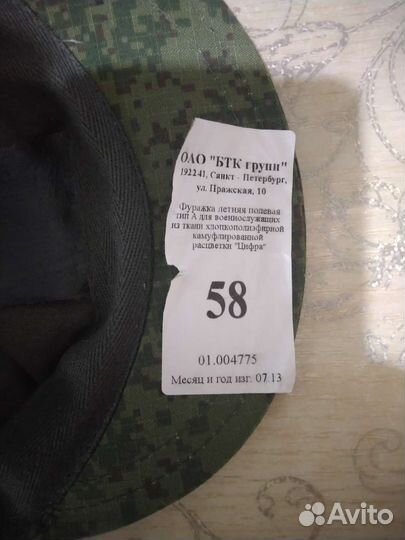 ОАО "БТК групп"
192241, Санкт - Петербург,
ул. Пражская, 10
Фуражка летняя полевая
тип А для военнослужащих
из ткани хлопкополиэфирной
камуфлированной
расцветки "Цифра"
58
01.004775
Месяц и год изг. 07.13
Avito